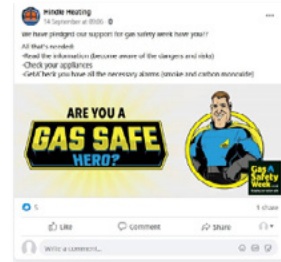 Hindle Heating
14 September at 09:06
We have pledged our support for gas safety week have you!?
All that's needed:
-Read the information (become aware of the dangers and risks)
-Check your appliances
-Get/Check you have all the necessary alarms (smoke and carbon monoxide)
ARE YOU A
GAS SAFE
HERO?
Gas
Safety
Week
5
1 share
Like
Comment
Share
Write a comment...